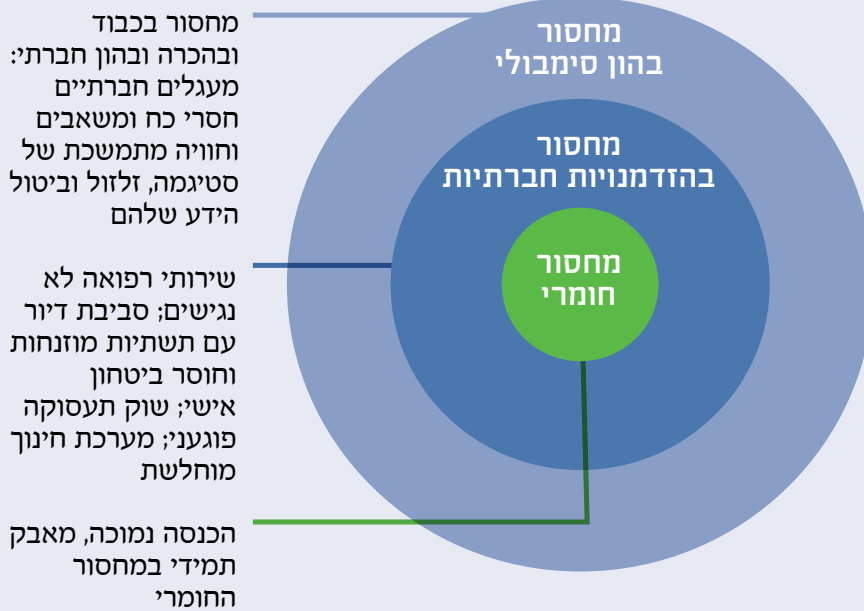 מחסור בכבוד
ובהכרה ובהון חברתי:
מעגלים חברתיים
חסרי כח ומשאבים
וחוויה מתמשכת של
סטיגמה, זלזול וביטול
הידע שלהם
שירותי רפואה לא
נגישים; סביבת דיור
עם תשתיות מוזנחות
וחוסר ביטחון
אישי; שוק תעסוקה
פוגעני; מערכת חינוך
מוחלשת
הכנסה נמוכה, מאבק
תמידי במחסור
החומרי
מחסור
בהון סימבולי
מחסור
בהזדמנויות חברתיות
מחסור
חומרי